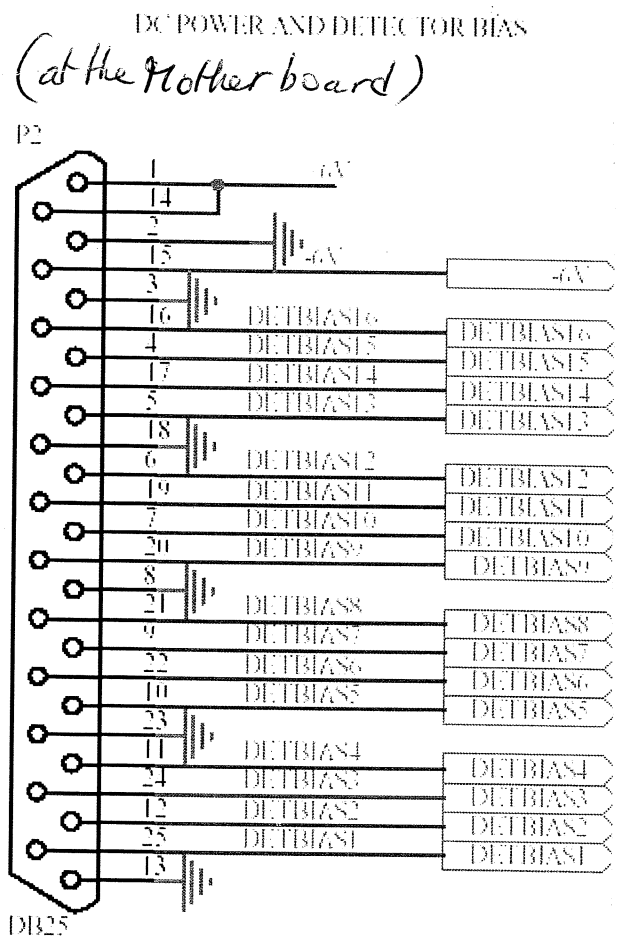 DC POWER AND DETECTOR BIAS
(at the Motherboard)
P2
1
14
2
15 -6V -6V
3
16 DETBIAS16 DETBIAS16
4 DETBIAS15 DETBIAS15
17 DETBIAS14 DETBIAS14
5 DETBIAS13 DETBIAS13
18
6 DETBIAS12 DETBIAS12
19 DETBIAS11 DETBIAS11
7 DETBIAS10 DETBIAS10
20 DETBIAS9 DETBIAS9
8
21 DETBIAS8 DETBIAS8
9 DETBIAS7 DETBIAS7
22 DETBIAS6 DETBIAS6
10 DETBIAS5 DETBIAS5
23
11 DETBIAS4 DETBIAS4
24 DETBIAS3 DETBIAS3
12 DETBIAS2 DETBIAS2
25 DETBIAS1 DETBIAS1
13
DB25